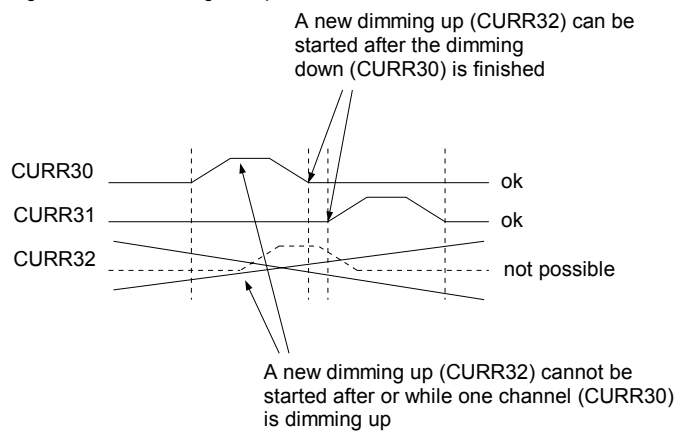 A new dimming up (CURR32) can be
started after the dimming
down (CURR30) is finished
CURR30
ok
CURR31
ok
CURR32
not possible
A new dimming up (CURR32) cannot be
started after or while one channel (CURR30)
is dimming up